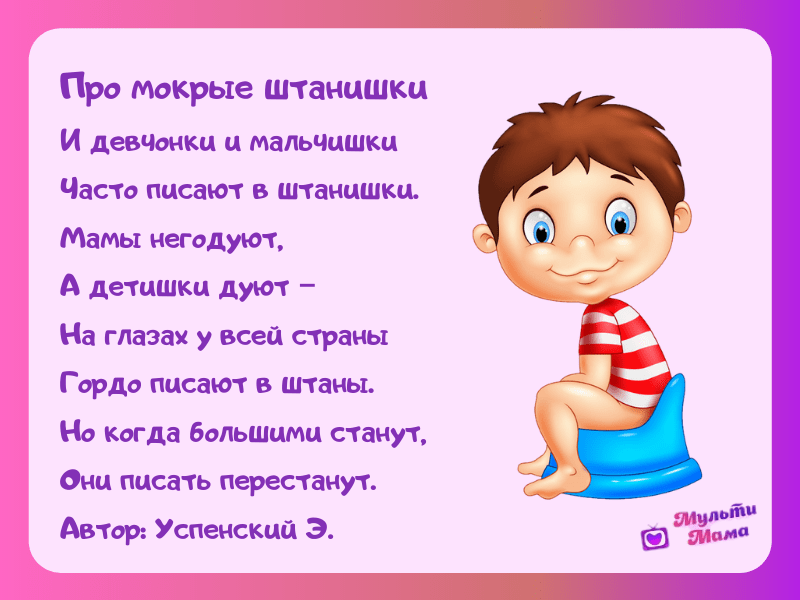 Про мокрые штанишки
И девчонки и мальчишки
Часто писают в штанишки.
Мамы негодуют,
А детишки дуют –
На глазах у всей страны
Гордо писают в штаны.
Но когда большими станут,
Они писать перестанут.
Автор: Успенский Э.
Мульти
Мама